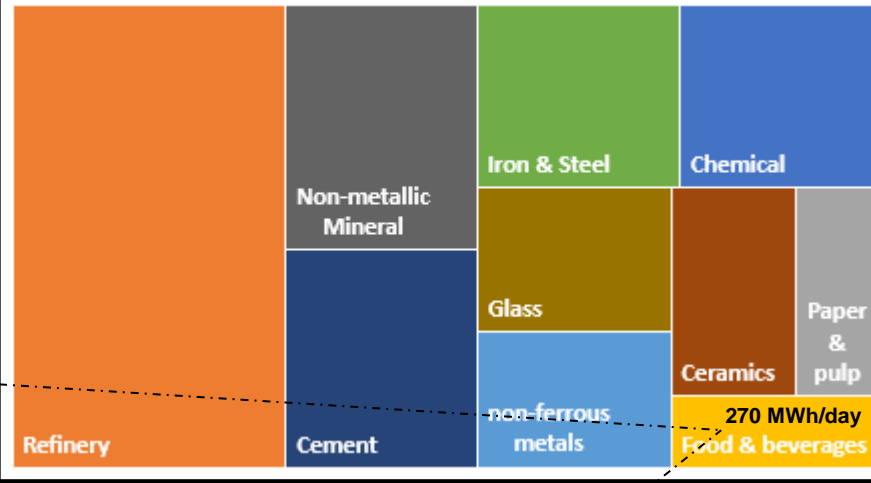 Iron & Steel
Chemical
Non-metallic
Mineral
Glass
Paper
&
pulp
Ceramics
270 MWh/day
non-ferrous
metals
Food & beverages
Refinery
Cement